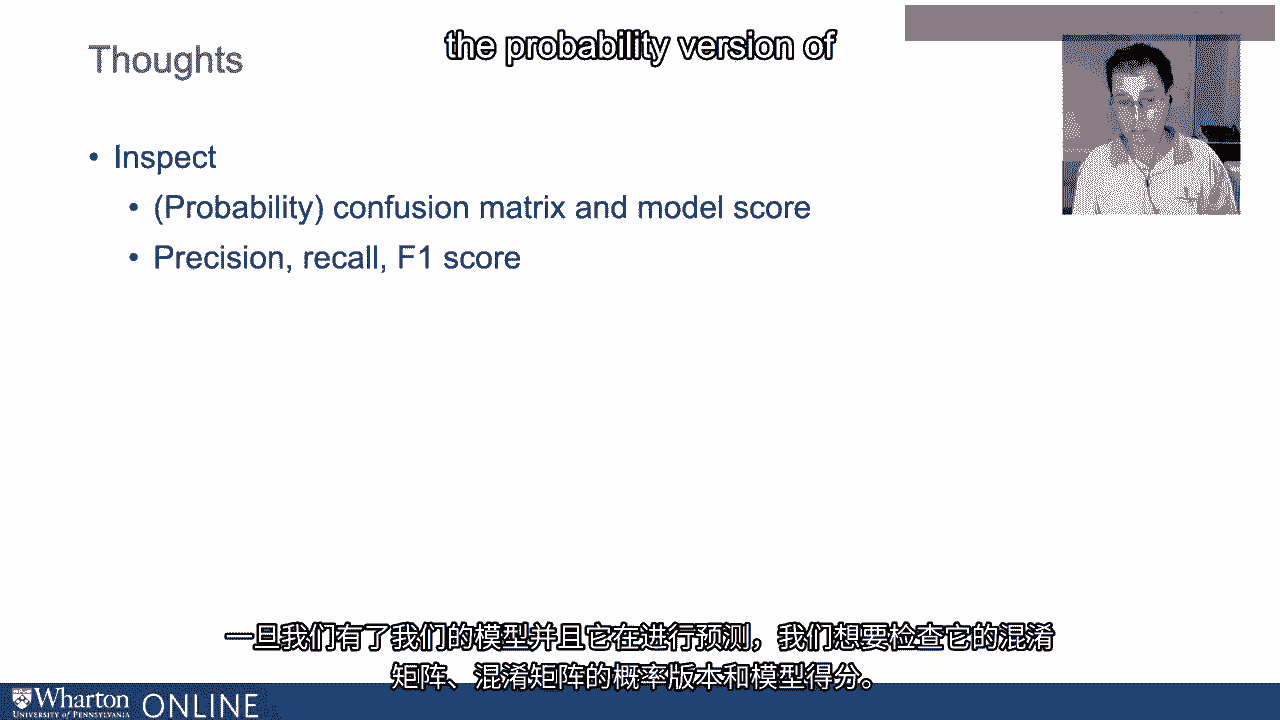 the probability version of
Thoughts
• Inspect
• (Probability) confusion matrix and model score
• Precision, recall, F1 score
一旦我们有了我们的模型并且它在进行预测，我们想要检查它的混淆
矩阵、混淆矩阵的概率版本和模型得分。
Wharton ONLINE
UNIVERSITY of PENNSYLVANIA